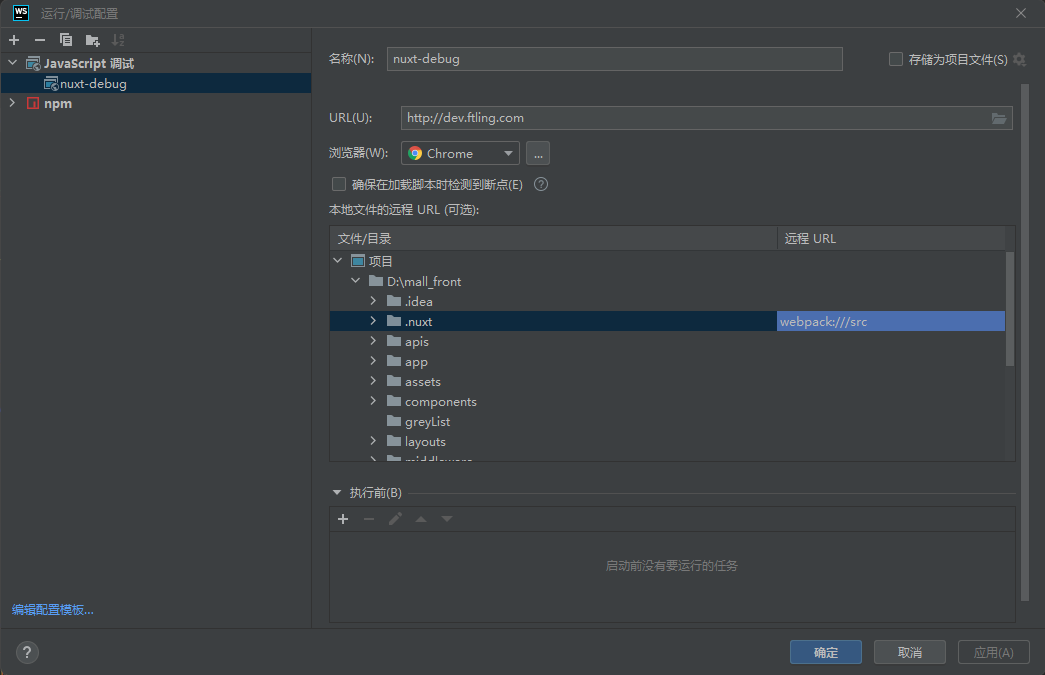 WS 运行/调试配置
JavaScript 调试
nuxt-debug
npm
编辑配置模板...
名称(N): nuxt-debug 存储为项目文件(S)
URL(U): http://dev.ftling.com
浏览器(W): Chrome ...
确保在加载脚本时检测到断点(E) ?
本地文件的远程 URL (可选):
文件/目录 远程 URL
项目
D:\mall_front
.idea
.nuxt webpack:///src
apis
app
assets
components
greyList
layouts
middleware
执行前(B)
启动前没有要运行的任务
? 确定 取消 应用(A)